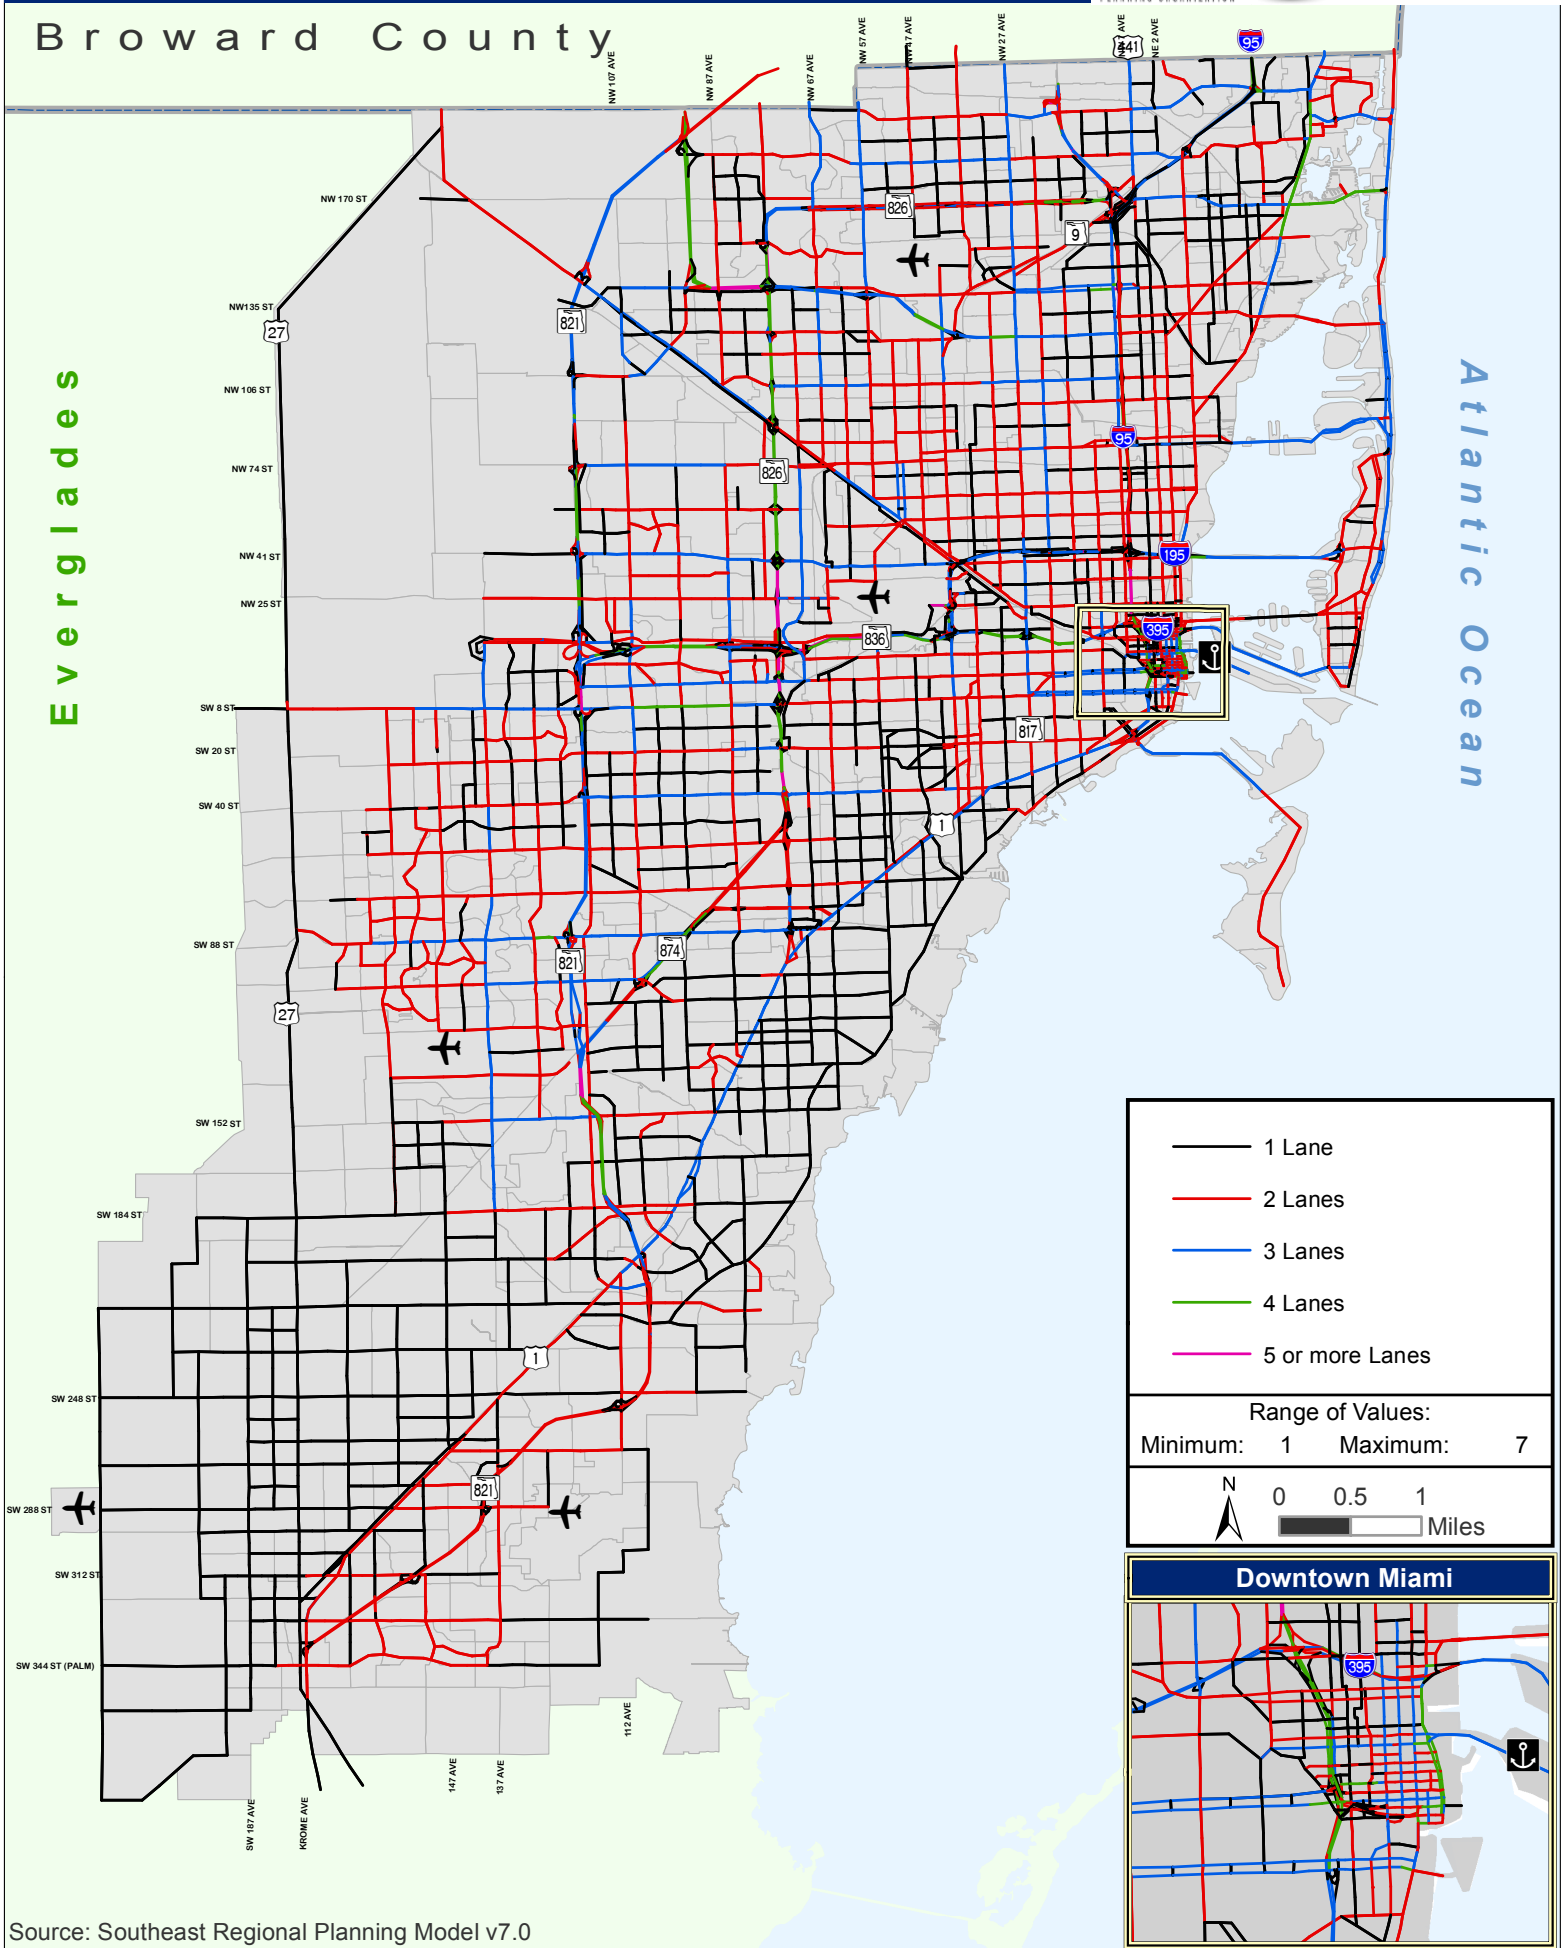 Broward County
NW 107 AVE
NW 87 AVE
NW 67 AVE
NW 57 AVE
NW 47 AVE
NW 27 AVE
441
NE 2 AVE
95
NW 170 ST
826
9
NW135 ST
27
821
NW 106 ST
Everglades
Atlantic Ocean
95
NW 74 ST
826
NW 41 ST
195
NW 25 ST
836
395
SW 8 ST
817
SW 20 ST
SW 40 ST
1
SW 88 ST
874
821
27
SW 152 ST
SW 184 ST
1
SW 248 ST
821
SW 288 ST
SW 312 ST
SW 344 ST (PALM)
112 AVE
147 AVE
137 AVE
SW 187 AVE
KROME AVE
1 Lane
2 Lanes
3 Lanes
4 Lanes
5 or more Lanes
Range of Values:
Minimum: 1 Maximum: 7
N
0 0.5 1
Miles
Downtown Miami
395
Source: Southeast Regional Planning Model v7.0